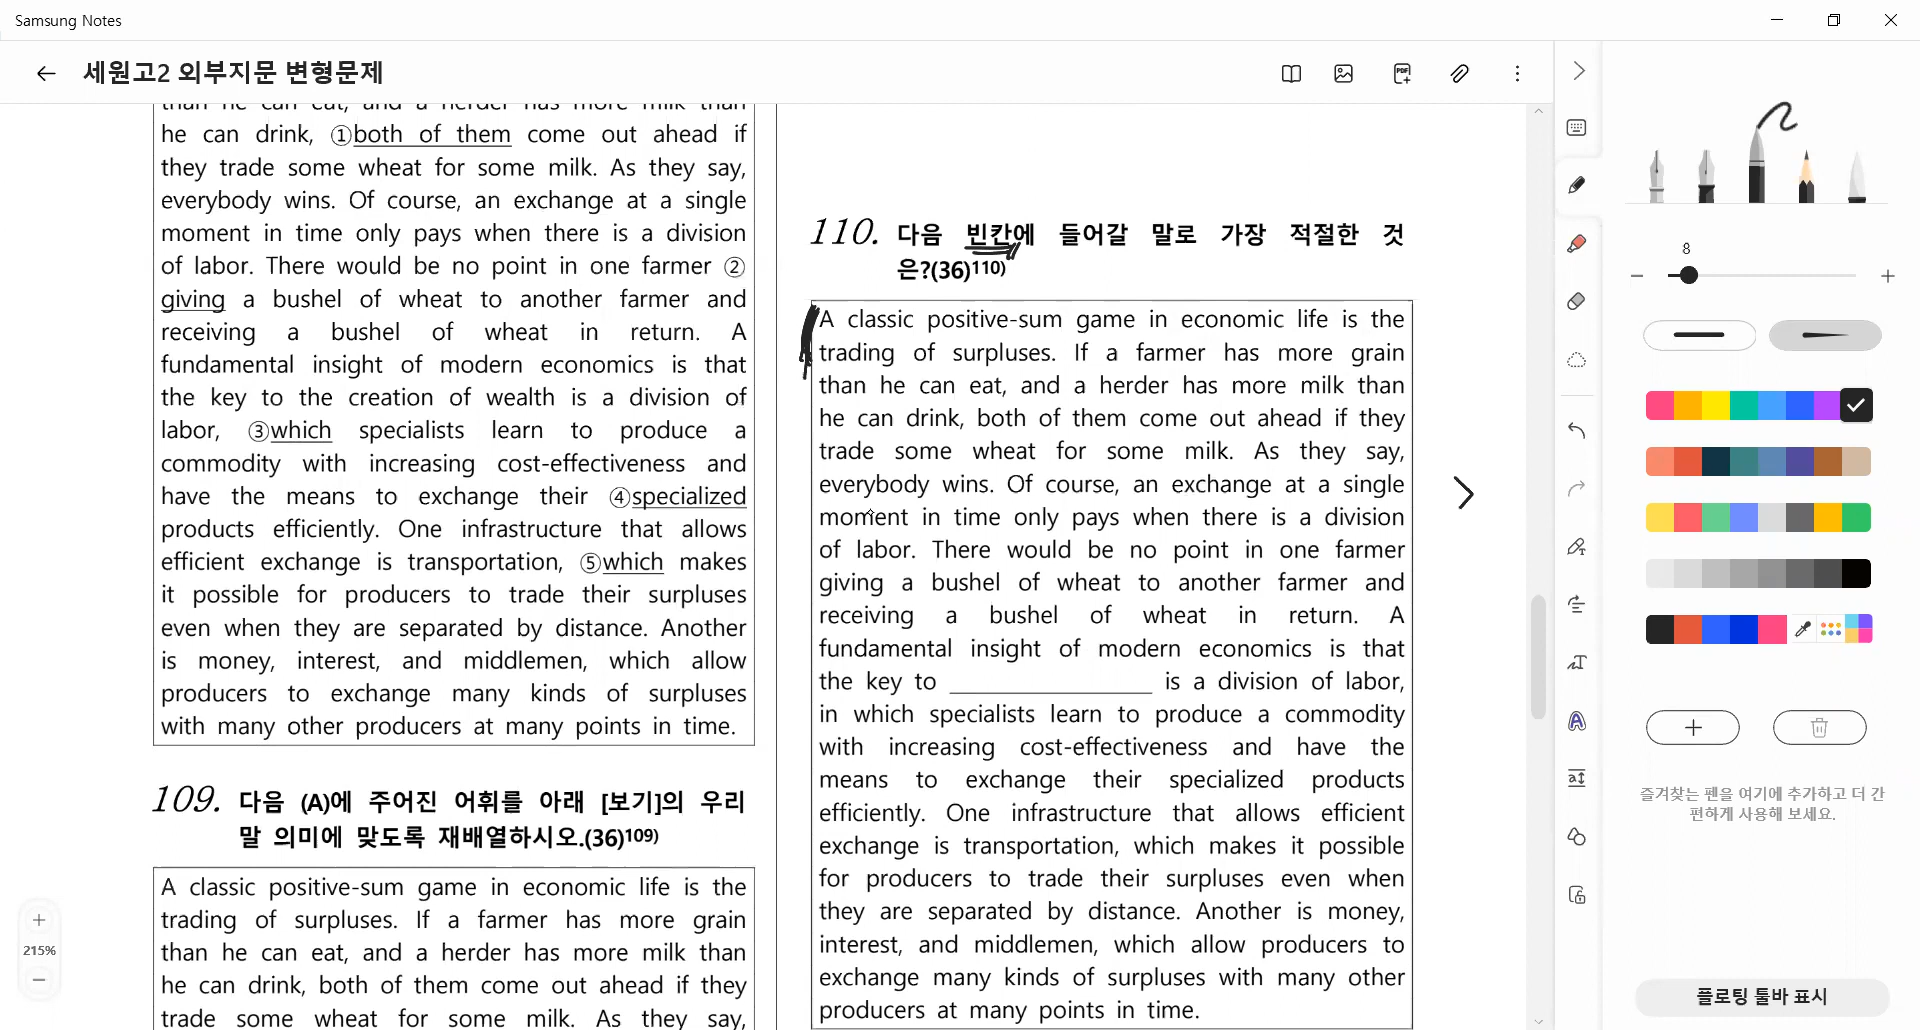 Samsung Notes
세원고2 외부지문 변형문제
than he can eat, and a herder has more milk than
he can drink, ①both of them come out ahead if
they trade some wheat for some milk. As they say,
everybody wins. Of course, an exchange at a single
moment in time only pays when there is a division
of labor. There would be no point in one farmer ②
giving a bushel of wheat to another farmer and
receiving a bushel of wheat in return. A
fundamental insight of modern economics is that
the key to the creation of wealth is a division of
labor, ③which specialists learn to produce a
commodity with increasing cost-effectiveness and
have the means to exchange their ④specialized
products efficiently. One infrastructure that allows
efficient exchange is transportation, ⑤which makes
it possible for producers to trade their surpluses
even when they are separated by distance. Another
is money, interest, and middlemen, which allow
producers to exchange many kinds of surpluses
with many other producers at many points in time.
109. 다음 (A)에 주어진 어휘를 아래 [보기]의 우리
말 의미에 맞도록 재배열하시오.(36)109)
A classic positive-sum game in economic life is the
trading of surpluses. If a farmer has more grain
than he can eat, and a herder has more milk than
he can drink, both of them come out ahead if they
trade some wheat for some milk. As they say,
110. 다음 빈칸에 들어갈 말로 가장 적절한 것
은?(36)110)
A classic positive-sum game in economic life is the
trading of surpluses. If a farmer has more grain
than he can eat, and a herder has more milk than
he can drink, both of them come out ahead if they
trade some wheat for some milk. As they say,
everybody wins. Of course, an exchange at a single
moment in time only pays when there is a division
of labor. There would be no point in one farmer
giving a bushel of wheat to another farmer and
receiving a bushel of wheat in return. A
fundamental insight of modern economics is that
the key to ________________ is a division of labor,
in which specialists learn to produce a commodity
with increasing cost-effectiveness and have the
means to exchange their specialized products
efficiently. One infrastructure that allows efficient
exchange is transportation, which makes it possible
for producers to trade their surpluses even when
they are separated by distance. Another is money,
interest, and middlemen, which allow producers to
exchange many kinds of surpluses with many other
producers at many points in time.
215%
8
즐겨찾는 펜을 여기에 추가하고 더 간
편하게 사용해 보세요.
플로팅 툴바 표시